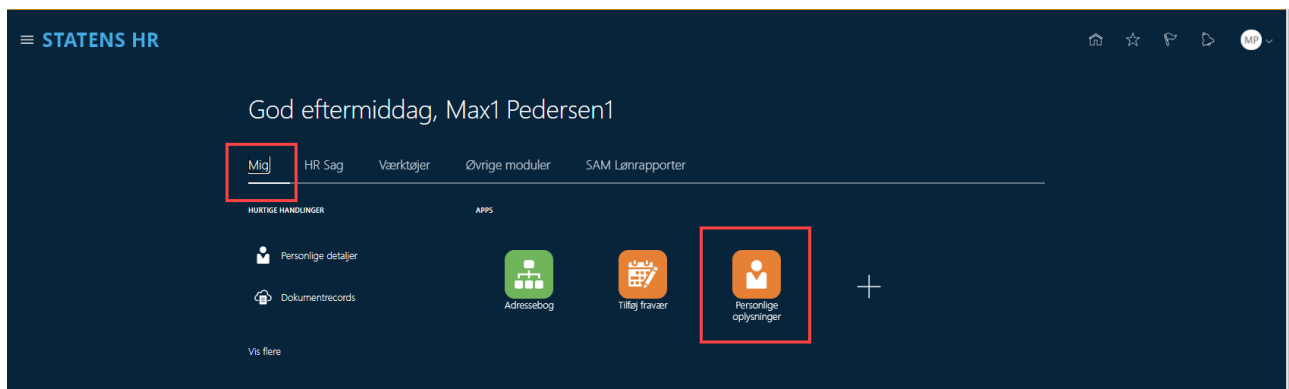 STATENS HR
MP
God eftermiddag, Max1 Pedersen1
Mig HR Sag Værktøjer Øvrige moduler SAM Lønrapporter
HURTIGE HANDLINGER
APPS
Personlige detaljer
Dokumentrecords
Vis flere
Adressebog
Tilføj fravær
Personlige
oplysninger